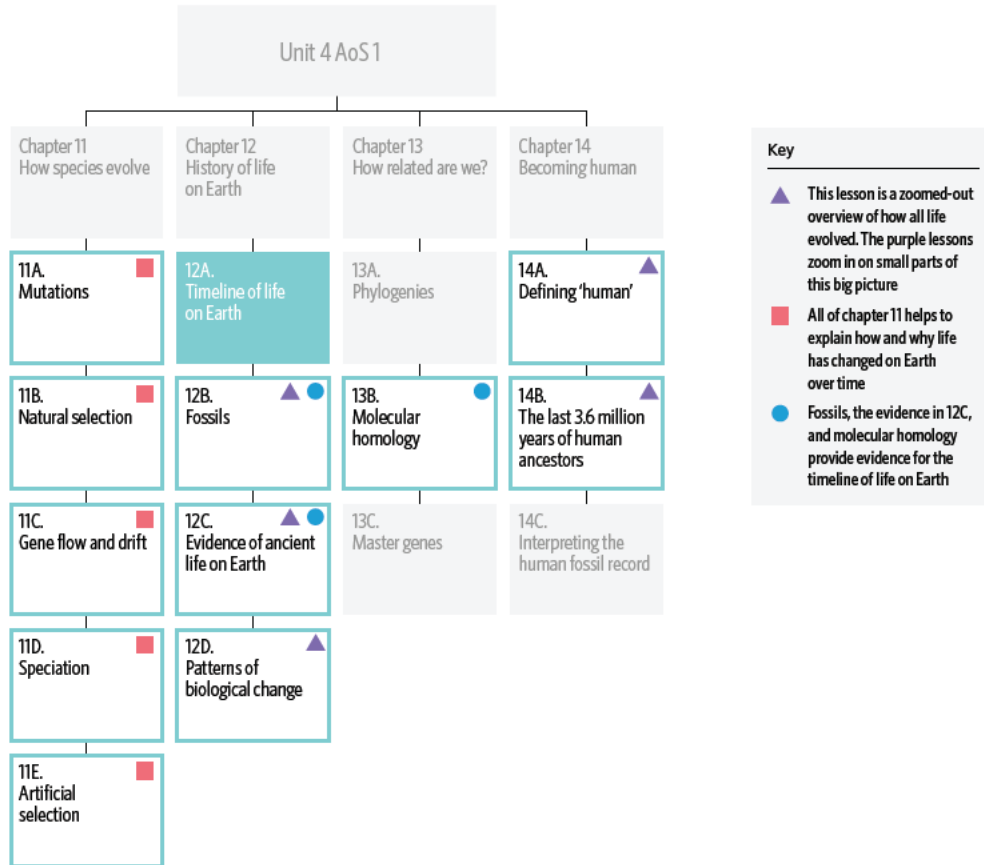 Unit 4 AoS 1
Chapter 11
How species evolve
Chapter 12
History of life
on Earth
Chapter 13
How related are we?
Chapter 14
Becoming human
11A.
Mutations
12A.
Timeline of life
on Earth
13A.
Phylogenies
14A.
Defining ‘human’
11B.
Natural selection
12B.
Fossils
13B.
Molecular
homology
14B.
The last 3.6 million
years of human
ancestors
11C.
Gene flow and drift
12C.
Evidence of ancient
life on Earth
13C.
Master genes
14C.
Interpreting the
human fossil record
11D.
Speciation
12D.
Patterns of
biological change
11E.
Artificial
selection
Key
This lesson is a zoomed-out
overview of how all life
evolved. The purple lessons
zoom in on small parts of
this big picture
All of chapter 11 helps to
explain how and why life
has changed on Earth
over time
Fossils, the evidence in 12C,
and molecular homology
provide evidence for the
timeline of life on Earth